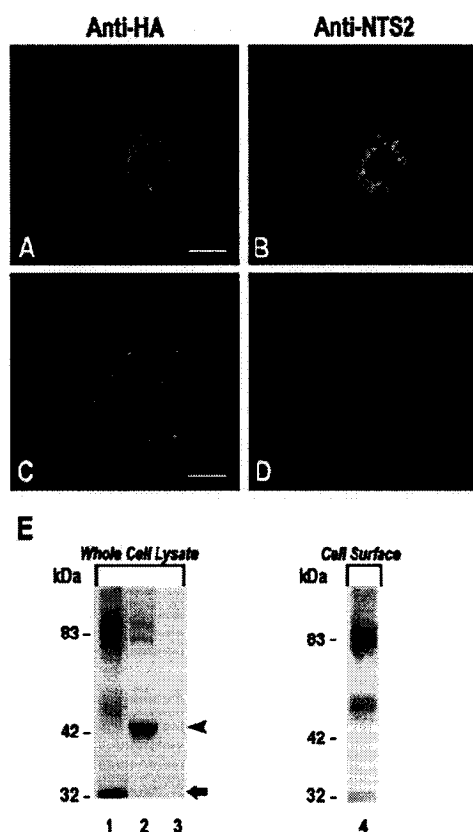 Anti-HA Anti-NTS2
A B
C D
E
Whole Cell Lysate Cell Surface
kDa kDa
83 - 83 -
42 - 42 -
32 - 32 -
1 2 3 4